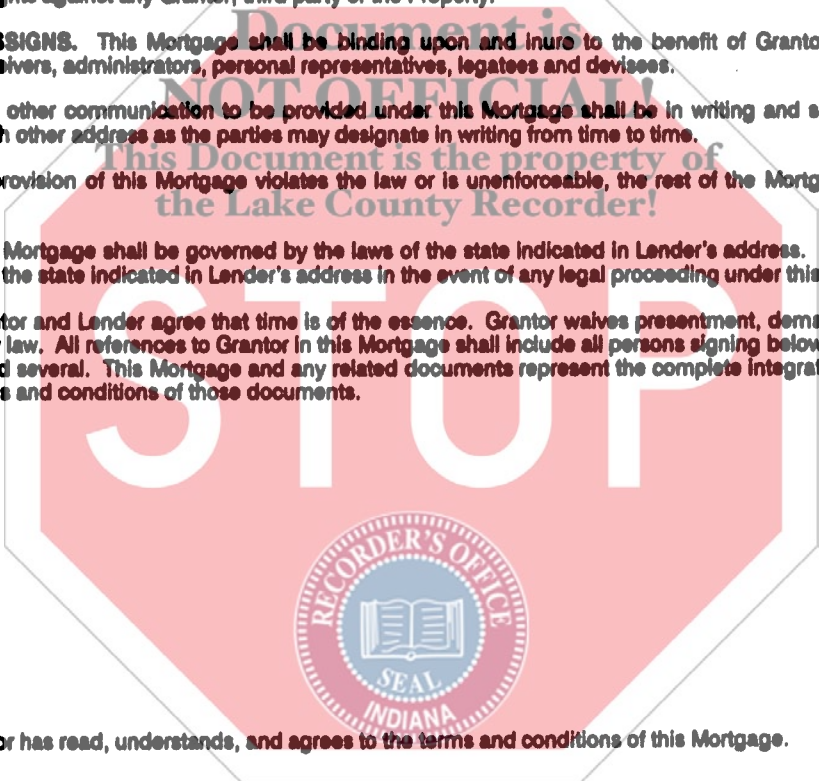 against any Grantor, third party or the Property.
Document is
SSIGNS. This Mortgage shall be binding upon and inure to the benefit of Granto
ivers, administrators, personal representatives, legatees and devisees.
NOT OFFICIAL!
other communication to be provided under this Mortgage shall be in writing and s
h other address as the parties may designate in writing from time to time.
This Document is the property of
rovision of this Mortgage violates the law or is unenforceable, the rest of the Mortg
the Lake County Recorder!
Mortgage shall be governed by the laws of the state indicated in Lender's address.
the state indicated in Lender's address in the event of any legal proceeding under this
STOP
tor and Lender agree that time is of the essence. Grantor waives presentment, dema
law. All references to Grantor in this Mortgage shall include all persons signing below
d several. This Mortgage and any related documents represent the complete integrat
s and conditions of those documents.
RECORDER'S OFFICE
SEAL
INDIANA
or has read, understands, and agrees to the terms and conditions of this Mortgage.